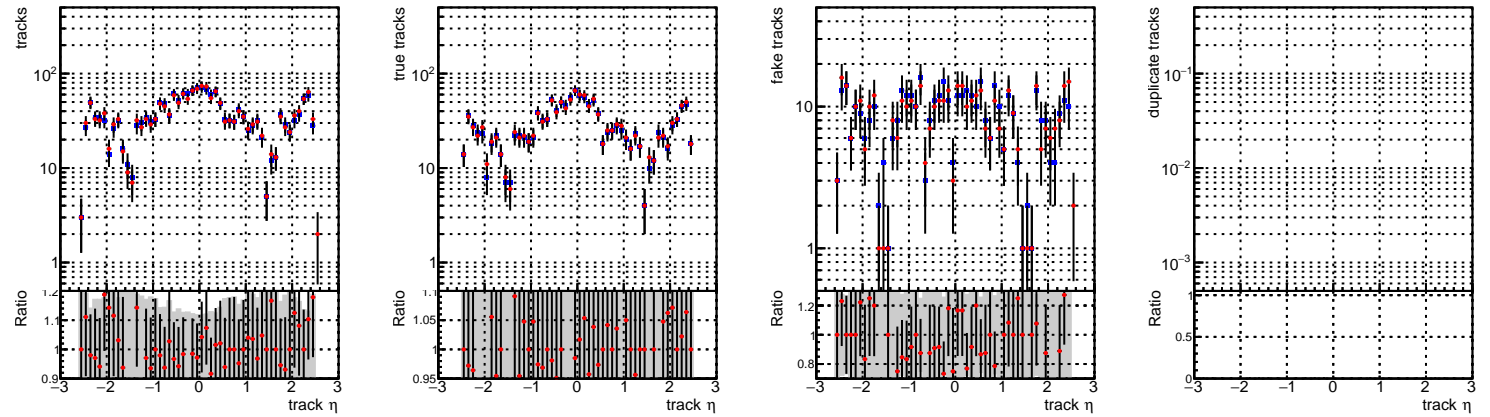 tracks
10²
10
1
Ratio
1.2
1.1
1
0.9
−3 −2 −1 0 1 2 3
track η
true tracks
10²
10
1
Ratio
1.1
1.05
1
0.95
−3 −2 −1 0 1 2 3
track η
fake tracks
10
1
Ratio
1.2
1
0.8
−3 −2 −1 0 1 2 3
track η
duplicate tracks
10⁻¹
10⁻²
10⁻³
Ratio
1
0.5
0
−3 −2 −1 0 1 2 3
track η